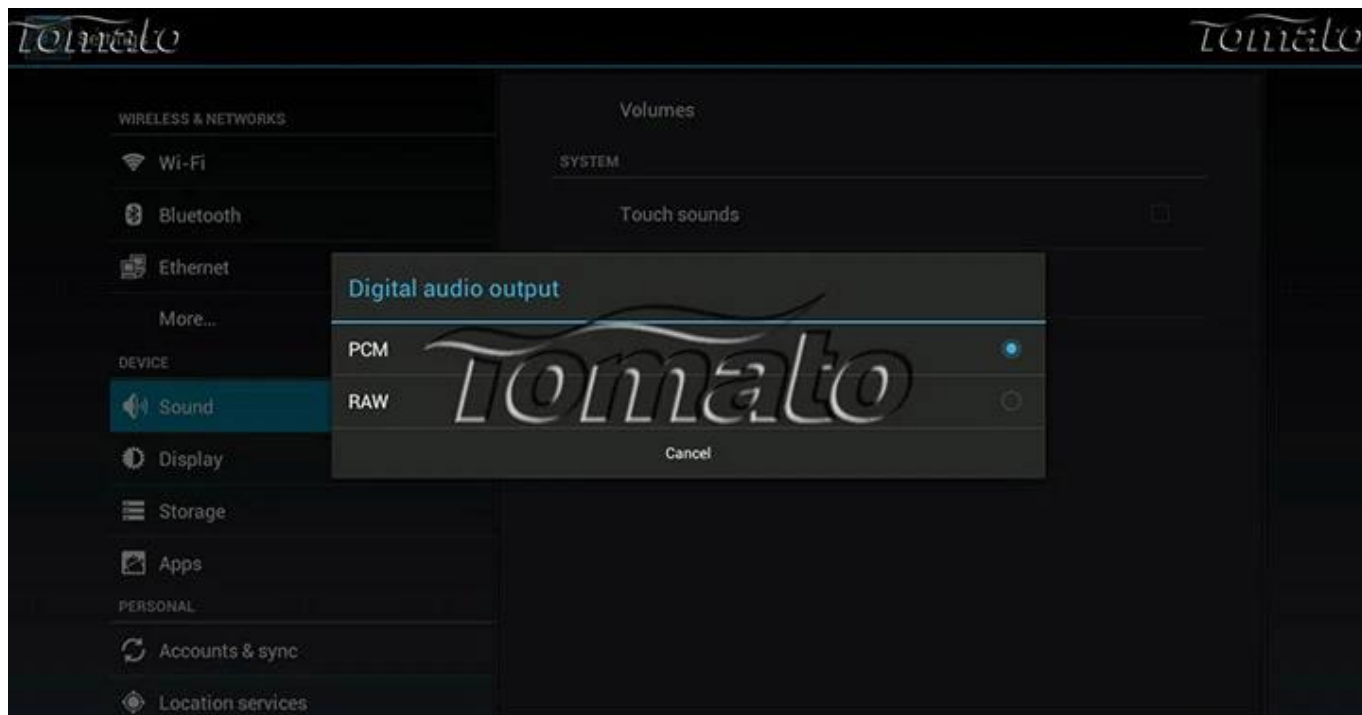 Tomato
Settings
Tomato
WIRELESS & NETWORKS
Wi-Fi
Bluetooth
Ethernet
More...
DEVICE
Sound
Display
Storage
Apps
PERSONAL
Accounts & sync
Location services
Volumes
SYSTEM
Touch sounds
Digital audio output
PCM
RAW
Cancel
Tomato